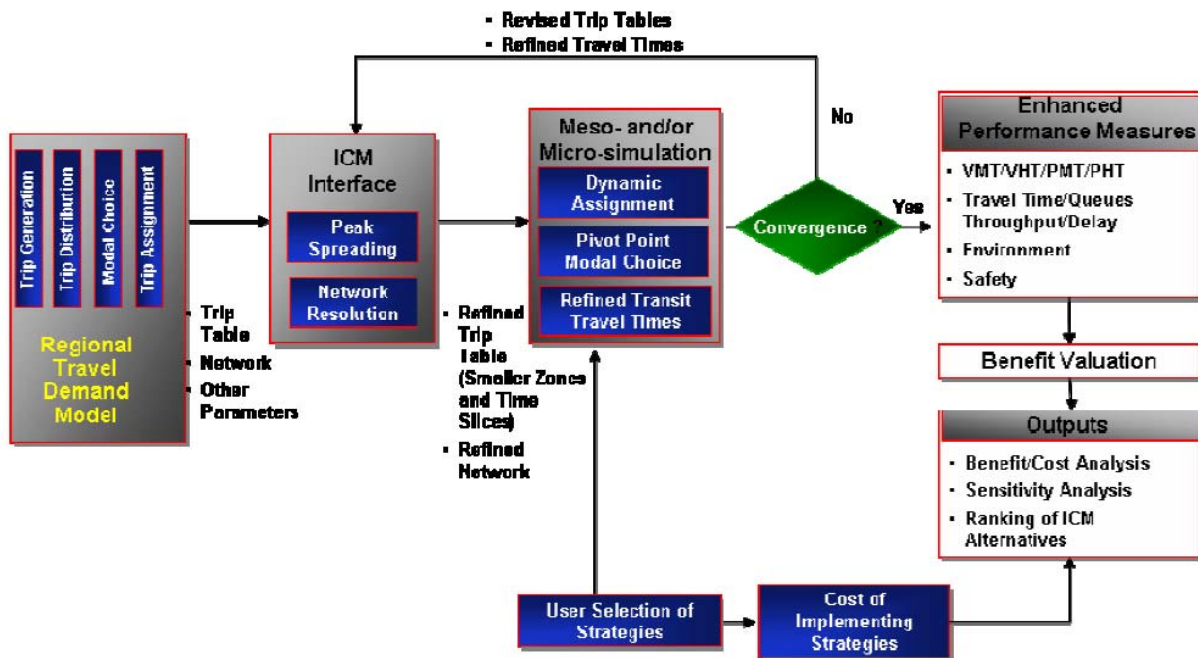 ▪ Revised Trip Tables
▪ Refined Travel Times
No
Yes
Trip Generation
Trip Distribution
Modal Choice
Trip Assignment
Regional
Travel
Demand
Model
▪ Trip
Table
▪ Network
▪ Other
Parameters
ICM
Interface
Peak
Spreading
Network
Resolution
▪ Refined
Trip
Table
(Smaller Zones
and Time
Slices)
▪ Refined
Network
Meso- and/or
Micro-simulation
Dynamic
Assignment
Pivot Point
Modal Choice
Refined Transit
Travel Times
Convergence ?
Enhanced
Performance Measures
▪ VMT/VHT/PMT/PHT
▪ Travel Time/Queues
Throughput/Delay
▪ Environment
▪ Safety
Benefit Valuation
Outputs
▪ Benefit/Cost Analysis
▪ Sensitivity Analysis
▪ Ranking of ICM
Alternatives
User Selection of
Strategies
Cost of
Implementing
Strategies